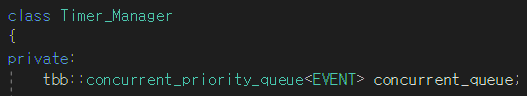 class Timer_Manager
{
private:
tbb::concurrent_priority_queue<EVENT> concurrent_queue;